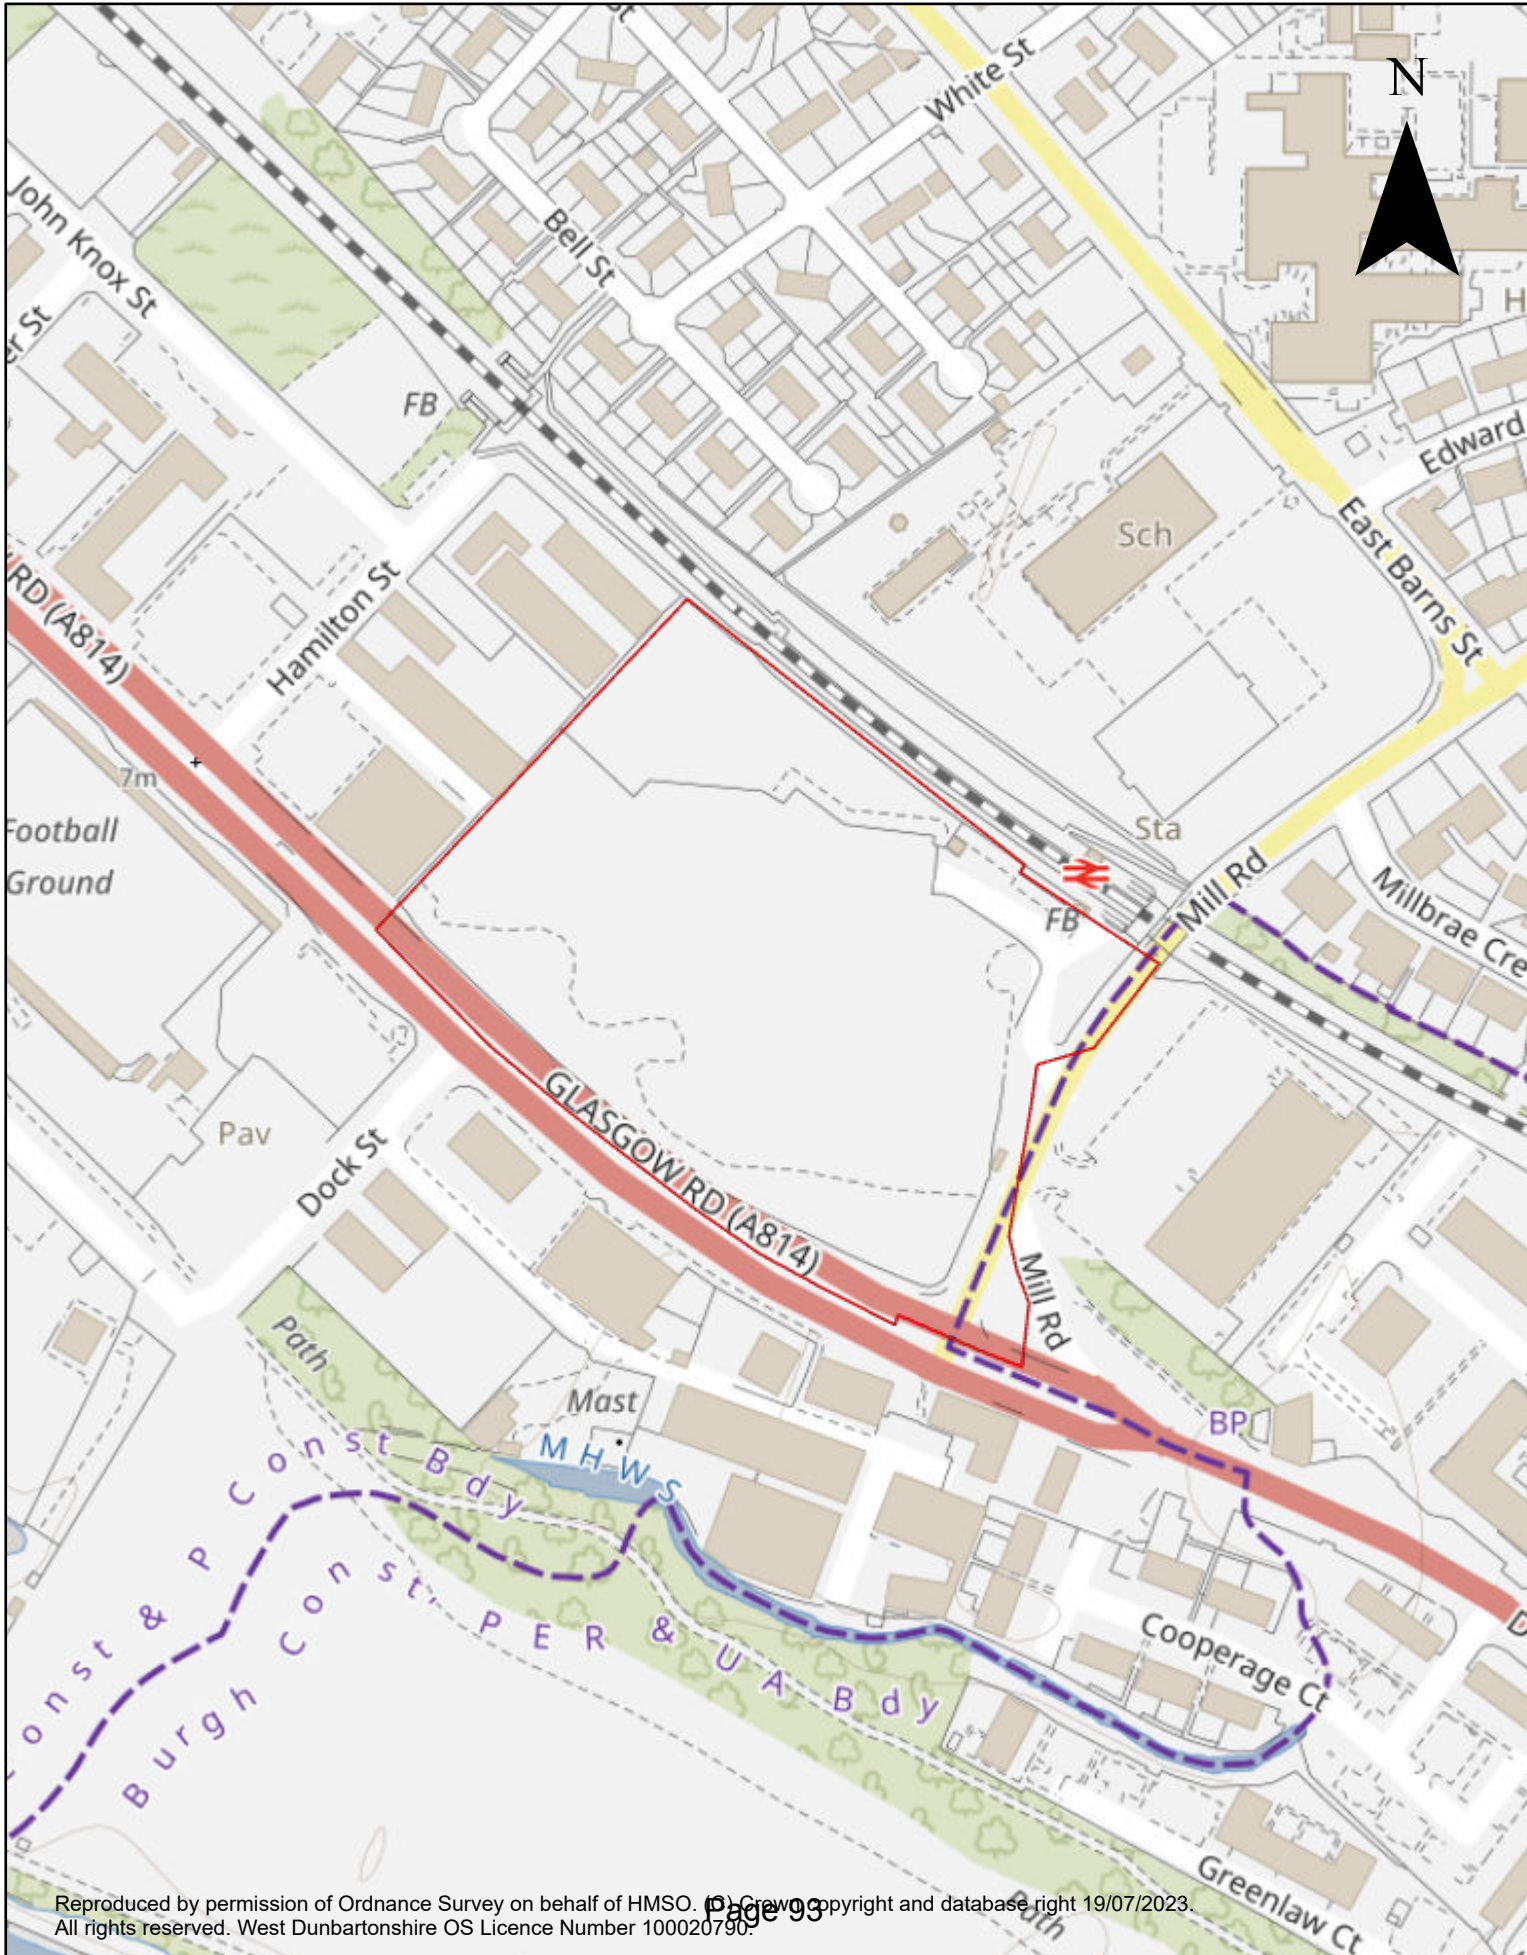 St
White St
N
John Knox St
Bell St
er St
FB
H
Edward
Sch
East Barns St
RD (A814)
Hamilton St
7m
Football
Ground
Sta
Mill Rd
FB
Millbrae Cre
GLASGOW RD (A814)
Pav
Dock St
Mill Rd
Path
Mast
BP
MHWS
Const & P Const Bdy
Burgh Const, PER & UA Bdy
Cooperage Ct
D
Greenlaw Ct
Path
Reproduced by permission of Ordnance Survey on behalf of HMSO. (C) Crown copyright and database right 19/07/2023.
All rights reserved. West Dunbartonshire OS Licence Number 100020790.
Page 93